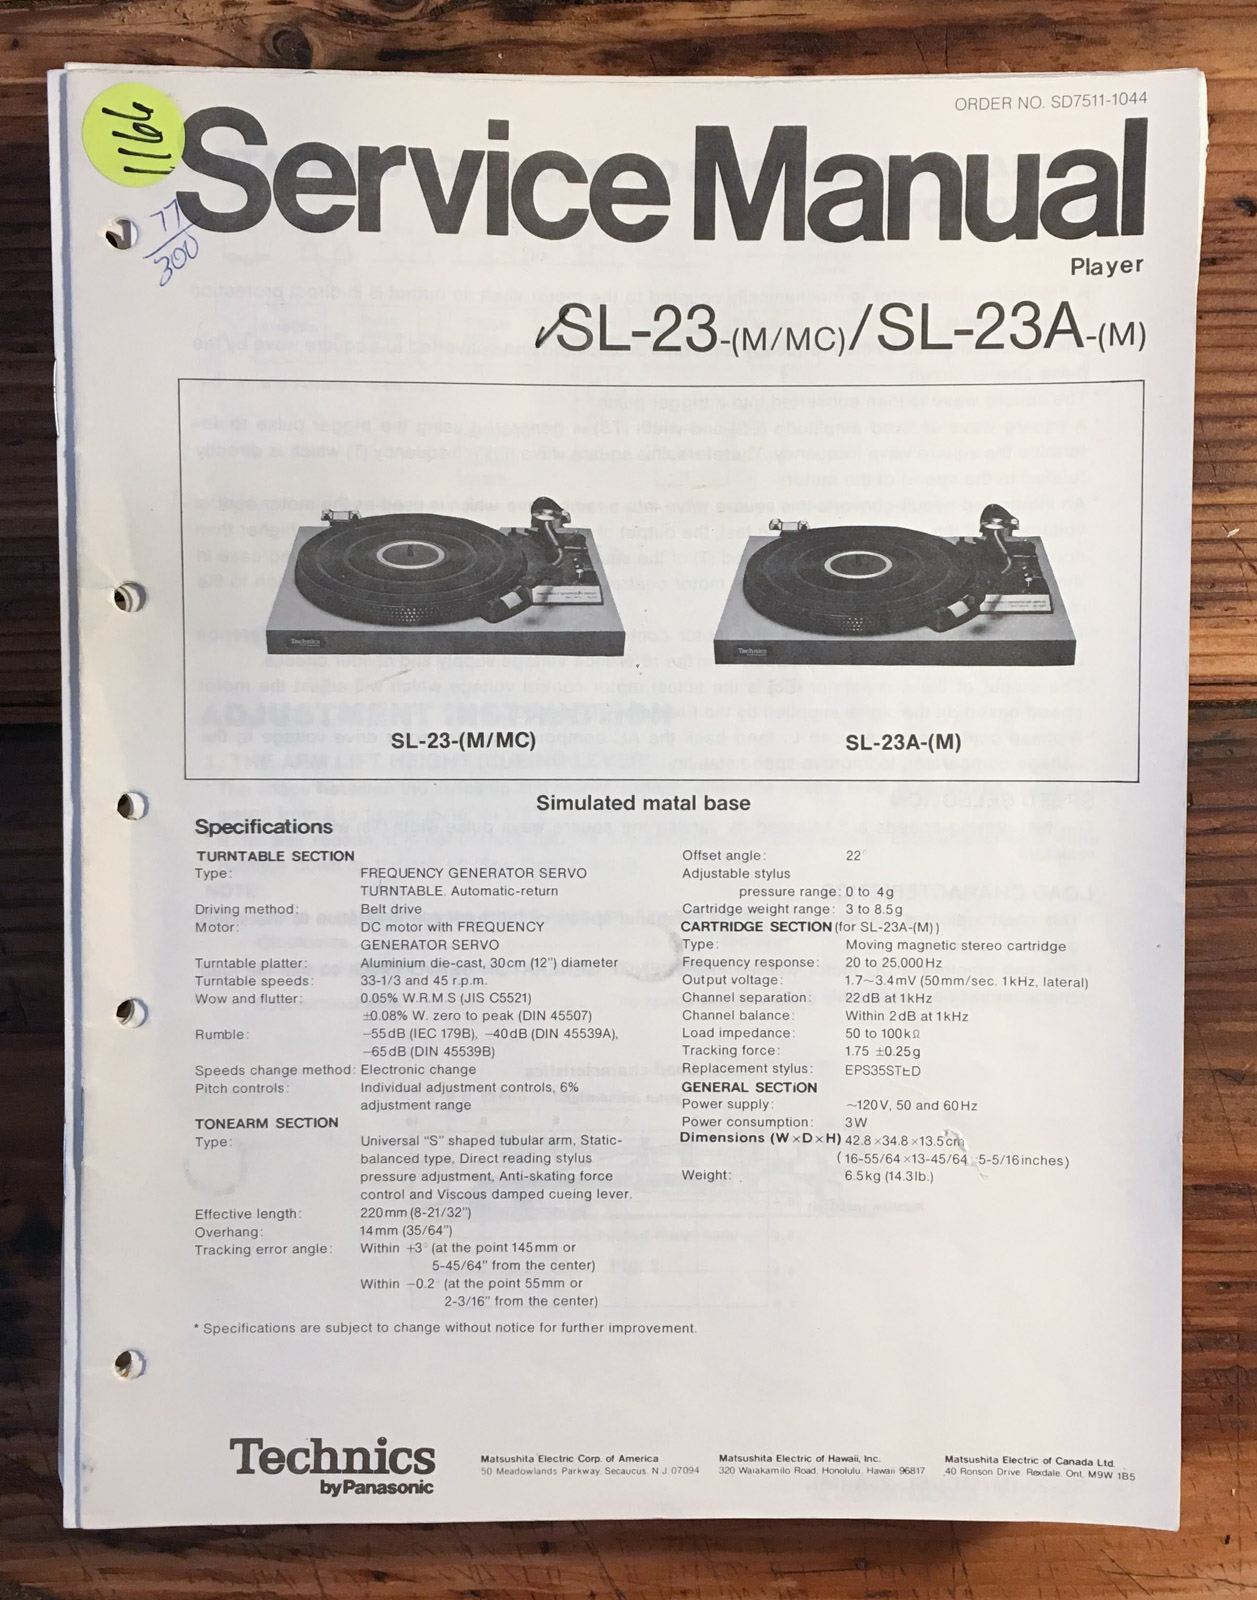 ORDER NO. SD7511-1044
1166
Service Manual
77
300
Player
✓SL-23-(M/MC)/SL-23A-(M)
Technics
Technics
SL-23-(M/MC)
SL-23A-(M)
Simulated matal base
Specifications
TURNTABLE SECTION
Type: FREQUENCY GENERATOR SERVO
TURNTABLE. Automatic-return
Driving method: Belt drive
Motor: DC motor with FREQUENCY
GENERATOR SERVO
Turntable platter: Aluminium die-cast, 30cm (12") diameter
Turntable speeds: 33-1/3 and 45 r.p.m.
Wow and flutter: 0.05% W.R.M.S (JIS C5521)
±0.08% W. zero to peak (DIN 45507)
Rumble: −55dB (IEC 179B), −40dB (DIN 45539A),
−65dB (DIN 45539B)
Speeds change method: Electronic change
Pitch controls: Individual adjustment controls, 6%
adjustment range
TONEARM SECTION
Type: Universal "S" shaped tubular arm, Static-
balanced type, Direct reading stylus
pressure adjustment, Anti-skating force
control and Viscous damped cueing lever.
Effective length: 220mm (8-21/32")
Overhang: 14mm (35/64")
Tracking error angle: Within +3° (at the point 145mm or
5-45/64" from the center)
Within −0.2° (at the point 55mm or
2-3/16" from the center)
Offset angle: 22°
Adjustable stylus
pressure range: 0 to 4g
Cartridge weight range: 3 to 8.5g
CARTRIDGE SECTION (for SL-23A-(M))
Type: Moving magnetic stereo cartridge
Frequency response: 20 to 25.000Hz
Output voltage: 1.7~3.4mV (50mm/sec. 1kHz, lateral)
Channel separation: 22dB at 1kHz
Channel balance: Within 2dB at 1kHz
Load impedance: 50 to 100kΩ
Tracking force: 1.75 ±0.25g
Replacement stylus: EPS35STED
GENERAL SECTION
Power supply: ~120V, 50 and 60Hz
Power consumption: 3W
Dimensions (W×D×H) 42.8×34.8×13.5cm
(16-55/64×13-45/64 5-5/16inches)
Weight: 6.5kg (14.3lb.)
* Specifications are subject to change without notice for further improvement.
Technics
by Panasonic
Matsushita Electric Corp. of America
50 Meadowlands Parkway, Secaucus, N.J. 07094
Matsushita Electric of Hawaii, Inc.
320 Waiakamilo Road, Honolulu, Hawaii 96817
Matsushita Electric of Canada Ltd.
40 Ronson Drive, Rexdale, Ont. M9W 1B5